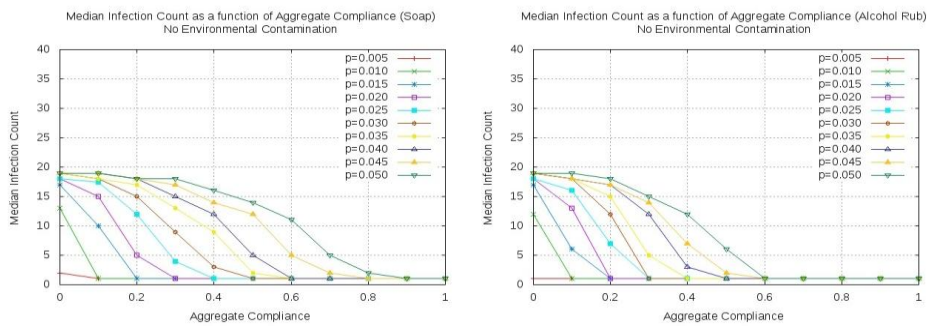 Median Infection Count as a function of Aggregate Compliance (Soap)
No Environmental Contamination
40
35
30
25
20
15
10
5
0
Median Infection Count
p=0.005
p=0.010
p=0.015
p=0.020
p=0.025
p=0.030
p=0.035
p=0.040
p=0.045
p=0.050
0
0.2
0.4
0.6
0.8
1
Aggregate Compliance
Median Infection Count as a function of Aggregate Compliance (Alcohol Rub)
No Environmental Contamination
40
35
30
25
20
15
10
5
0
Median Infection Count
p=0.005
p=0.010
p=0.015
p=0.020
p=0.025
p=0.030
p=0.035
p=0.040
p=0.045
p=0.050
0
0.2
0.4
0.6
0.8
1
Aggregate Compliance